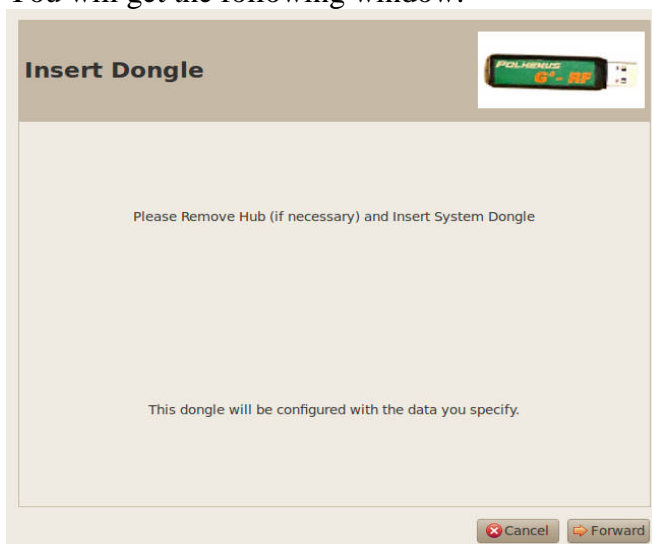 You will get the following window:
Insert Dongle
POLHEMUS
G4 - RF
Please Remove Hub (if necessary) and Insert System Dongle
This dongle will be configured with the data you specify.
Cancel
Forward